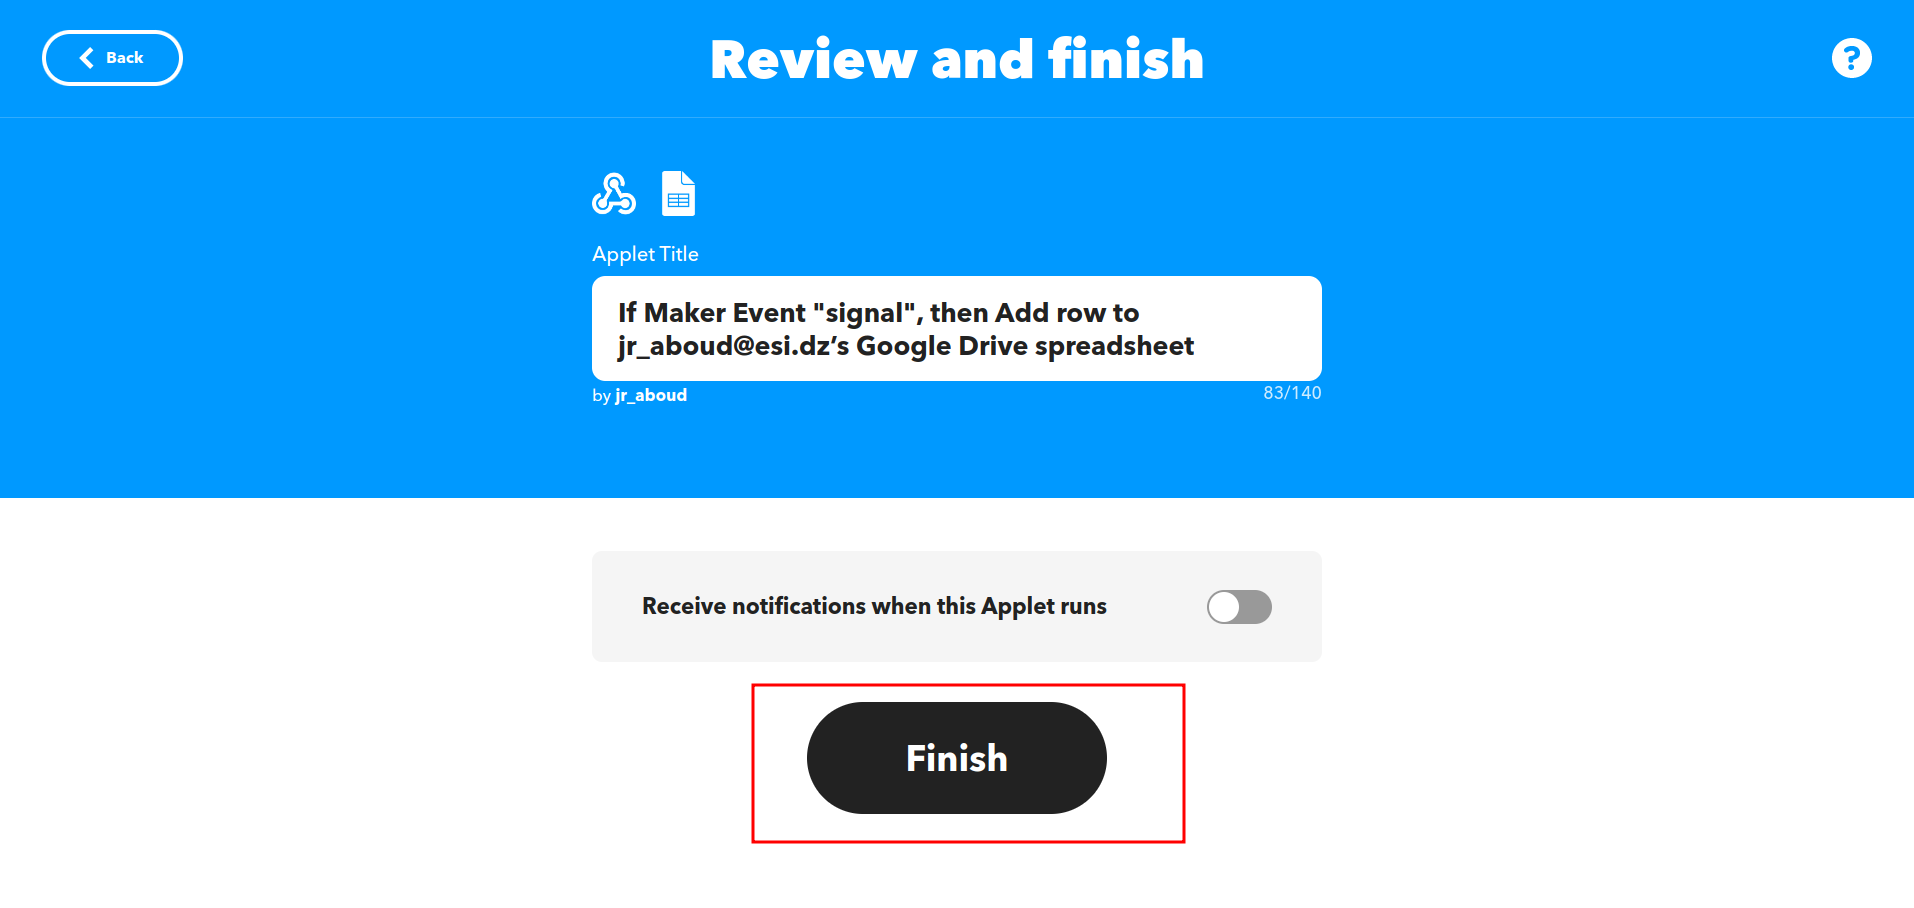 Back
Review and finish
?
Applet Title
If Maker Event "signal", then Add row to
jr_aboud@esi.dz’s Google Drive spreadsheet
by jr_aboud
83/140
Receive notifications when this Applet runs
Finish